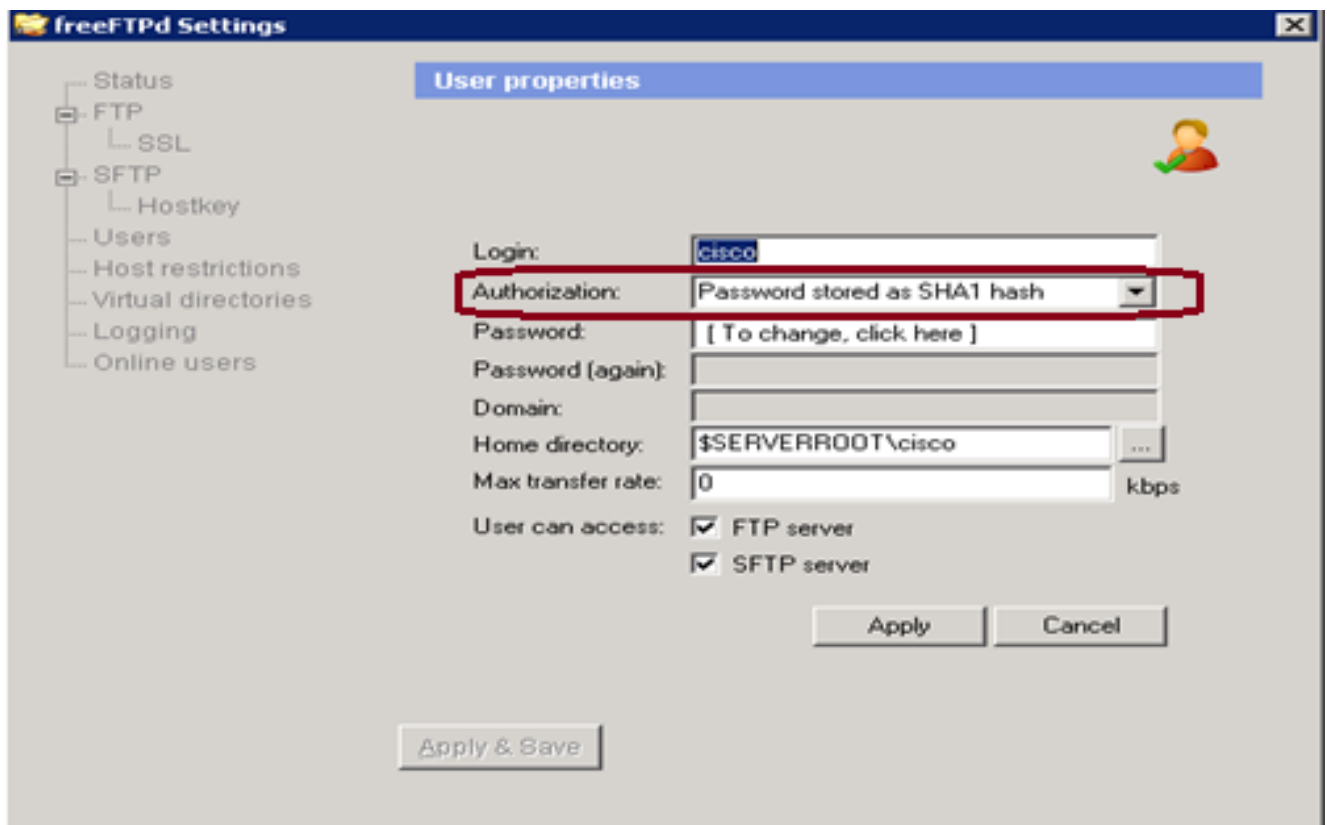 freeFTPd Settings
Status
FTP
SSL
SFTP
Hostkey
Users
Host restrictions
Virtual directories
Logging
Online users
User properties
Login: cisco
Authorization: Password stored as SHA1 hash
Password: [ To change, click here ]
Password (again):
Domain:
Home directory: $SERVERROOT\cisco ...
Max transfer rate: 0 kbps
User can access: FTP server
SFTP server
Apply Cancel
Apply & Save